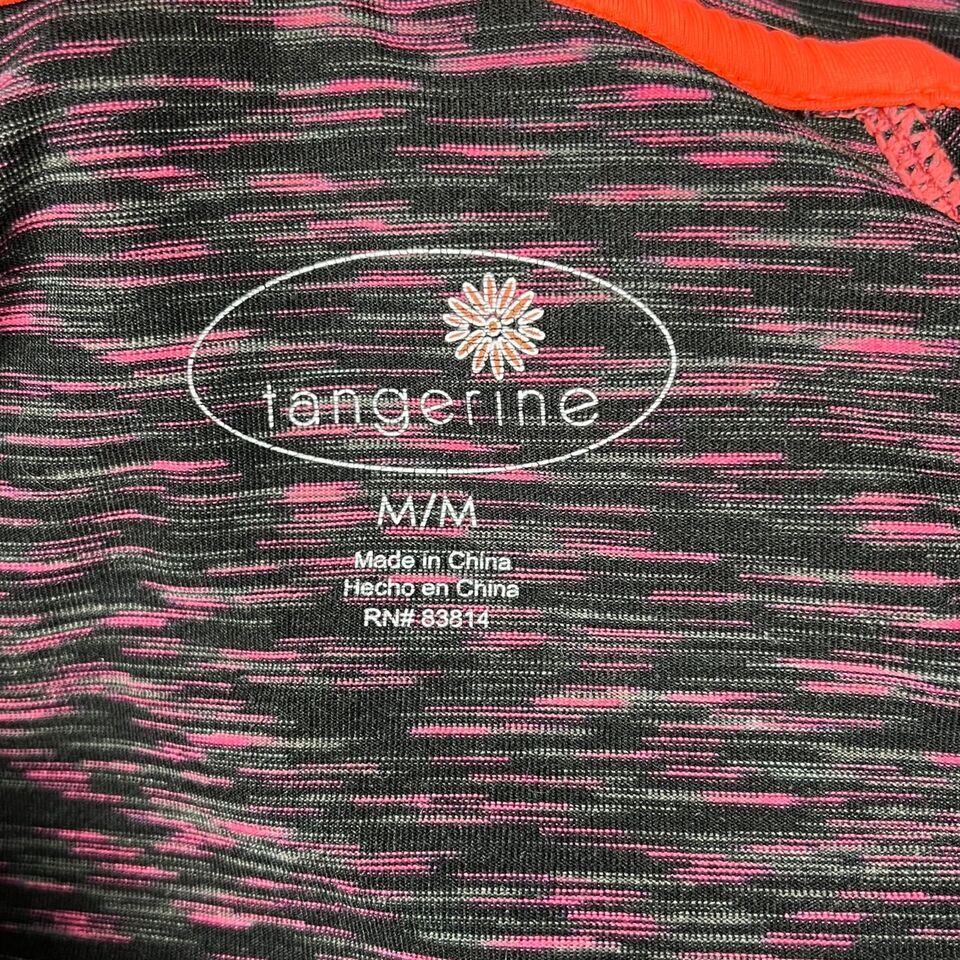 tangerine
M/M
Made in China
Hecho en China
RN# 83814